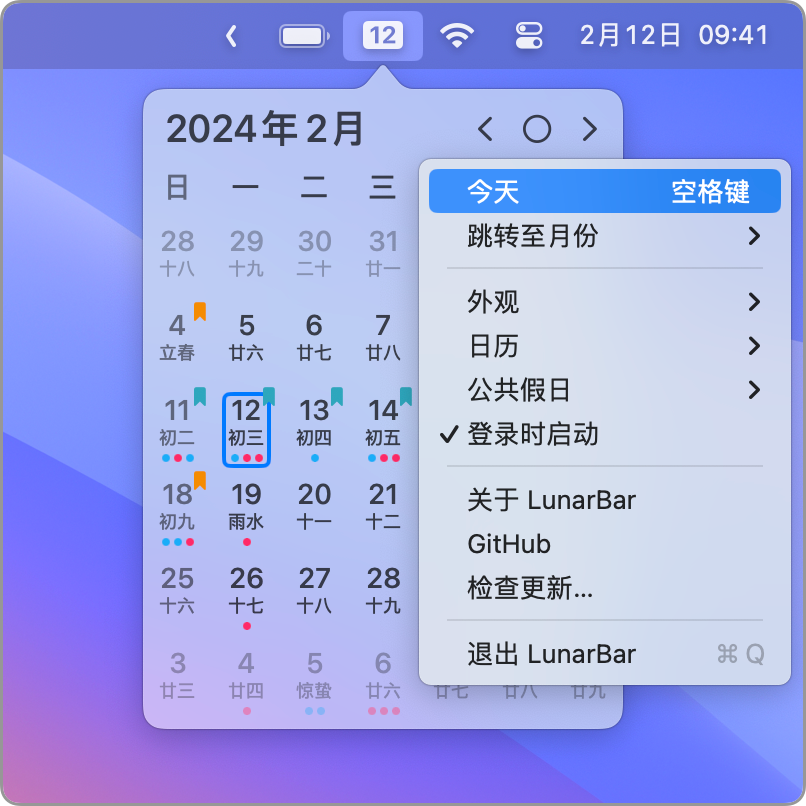 12 2月12日 09:41
2024年2月
日 一 二 三
28 29 30 31
十八 十九 二十 廿一
4 5 6 7
立春 廿六 廿七 廿八
11 12 13 14
初二 初三 初四 初五
18 19 20 21
初九 雨水 十一 十二
25 26 27 28
十六 十七 十八 十九
3 4 5 6
廿三 廿四 惊蛰 廿六 廿七 廿八 廿九
今天 空格键
跳转至月份
外观
日历
公共假日
登录时启动
关于 LunarBar
GitHub
检查更新...
退出 LunarBar ⌘ Q